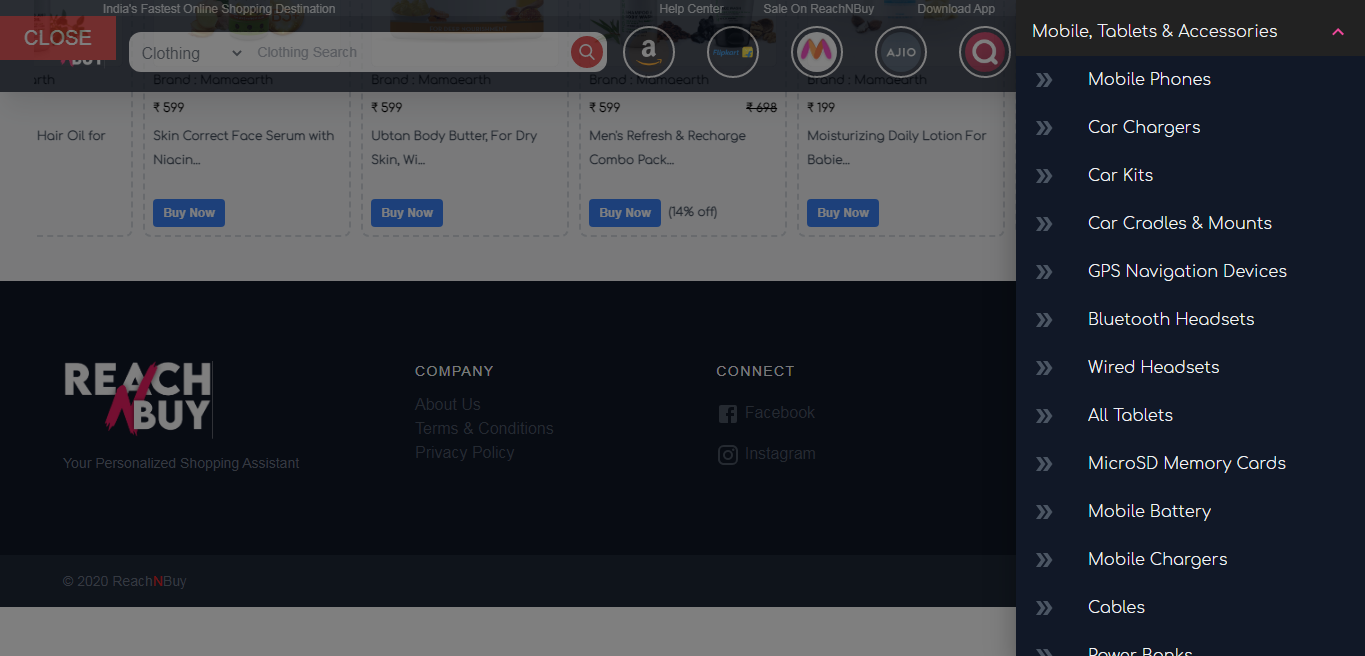 India's Fastest Online Shopping Destination
Help Center
Sale On ReachNBuy
Download App
CLOSE
Clothing
Clothing Search
a
Flipkart
AJIO
BUY
Brand : Mamaearth
Brand : Mamaearth
Brand : Mamaearth
Brand : Mamaearth
₹ 599
₹ 599
₹ 599
₹ 698
₹ 199
Hair Oil for
Skin Correct Face Serum with
Niacin...
Ubtan Body Butter, For Dry
Skin, Wi...
Men's Refresh & Recharge
Combo Pack...
Moisturizing Daily Lotion For
Babie...
Buy Now
Buy Now
Buy Now
(14% off)
Buy Now
REACH
N BUY
Your Personalized Shopping Assistant
COMPANY
About Us
Terms & Conditions
Privacy Policy
CONNECT
Facebook
Instagram
© 2020 ReachNBuy
Mobile, Tablets & Accessories
Mobile Phones
Car Chargers
Car Kits
Car Cradles & Mounts
GPS Navigation Devices
Bluetooth Headsets
Wired Headsets
All Tablets
MicroSD Memory Cards
Mobile Battery
Mobile Chargers
Cables
Power Banks